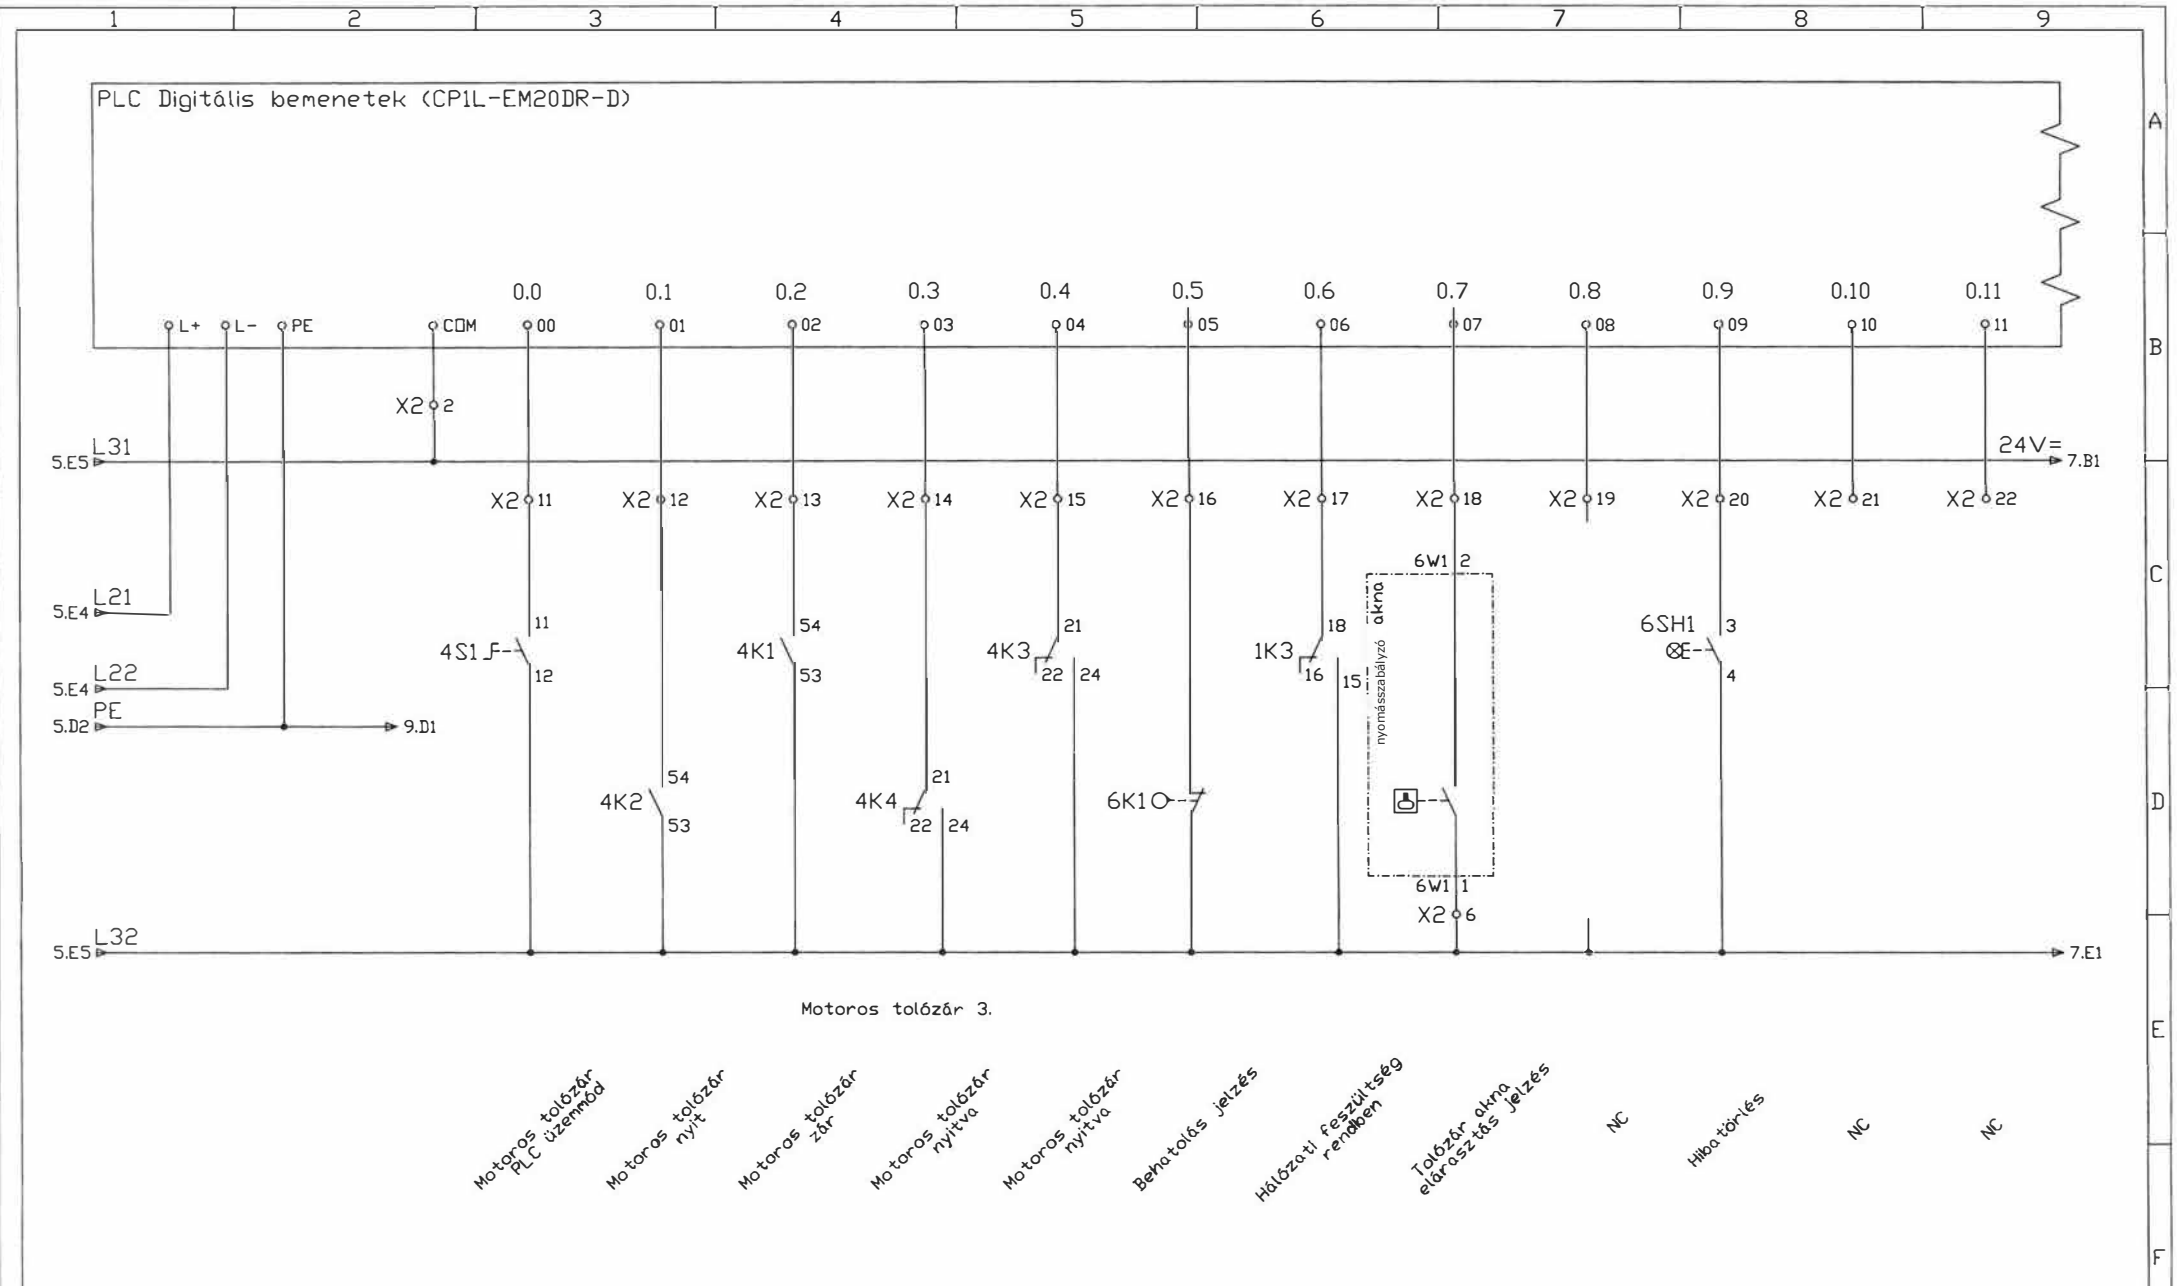 1 2 3 4 5 6 7 8 9
PLC Digitális bemenetek (CP1L-EM20DR-D)
A
0.0 0.1 0.2 0.3 0.4 0.5 0.6 0.7 0.8 0.9 0.10 0.11
L+ L- PE COM 00 01 02 03 04 05 06 07 08 09 10 11
B
X2 2
L31
24V=
5.E5 7.B1
X2 11 X2 12 X2 13 X2 14 X2 15 X2 16 X2 17 X2 18 X2 19 X2 20 X2 21 X2 22
6W1 2
C
L21
5.E4
akna
nyomásszabályzó
11 54 21 18 3
4S1 4K1 4K3 1K3 6SH1
12 53 22 24 16 15 4
L22
5.E4
PE
5.D2 9.D1
54 21
4K2 4K4 6K1
D
53 22 24
6W1 1
X2 6
L32
5.E5 7.E1
Motoros tolózár 3.
E
Motoros tolózár
PLC üzemmód
Motoros tolózár
nyit
Motoros tolózár
zár
Motoros tolózár
nyitva
Motoros tolózár
nyitva
Behatolás jelzés
Hálózati feszültség
rendben
Tolózár akna
elárasztás jelzés
NC
Hibatörlés
NC
NC
F